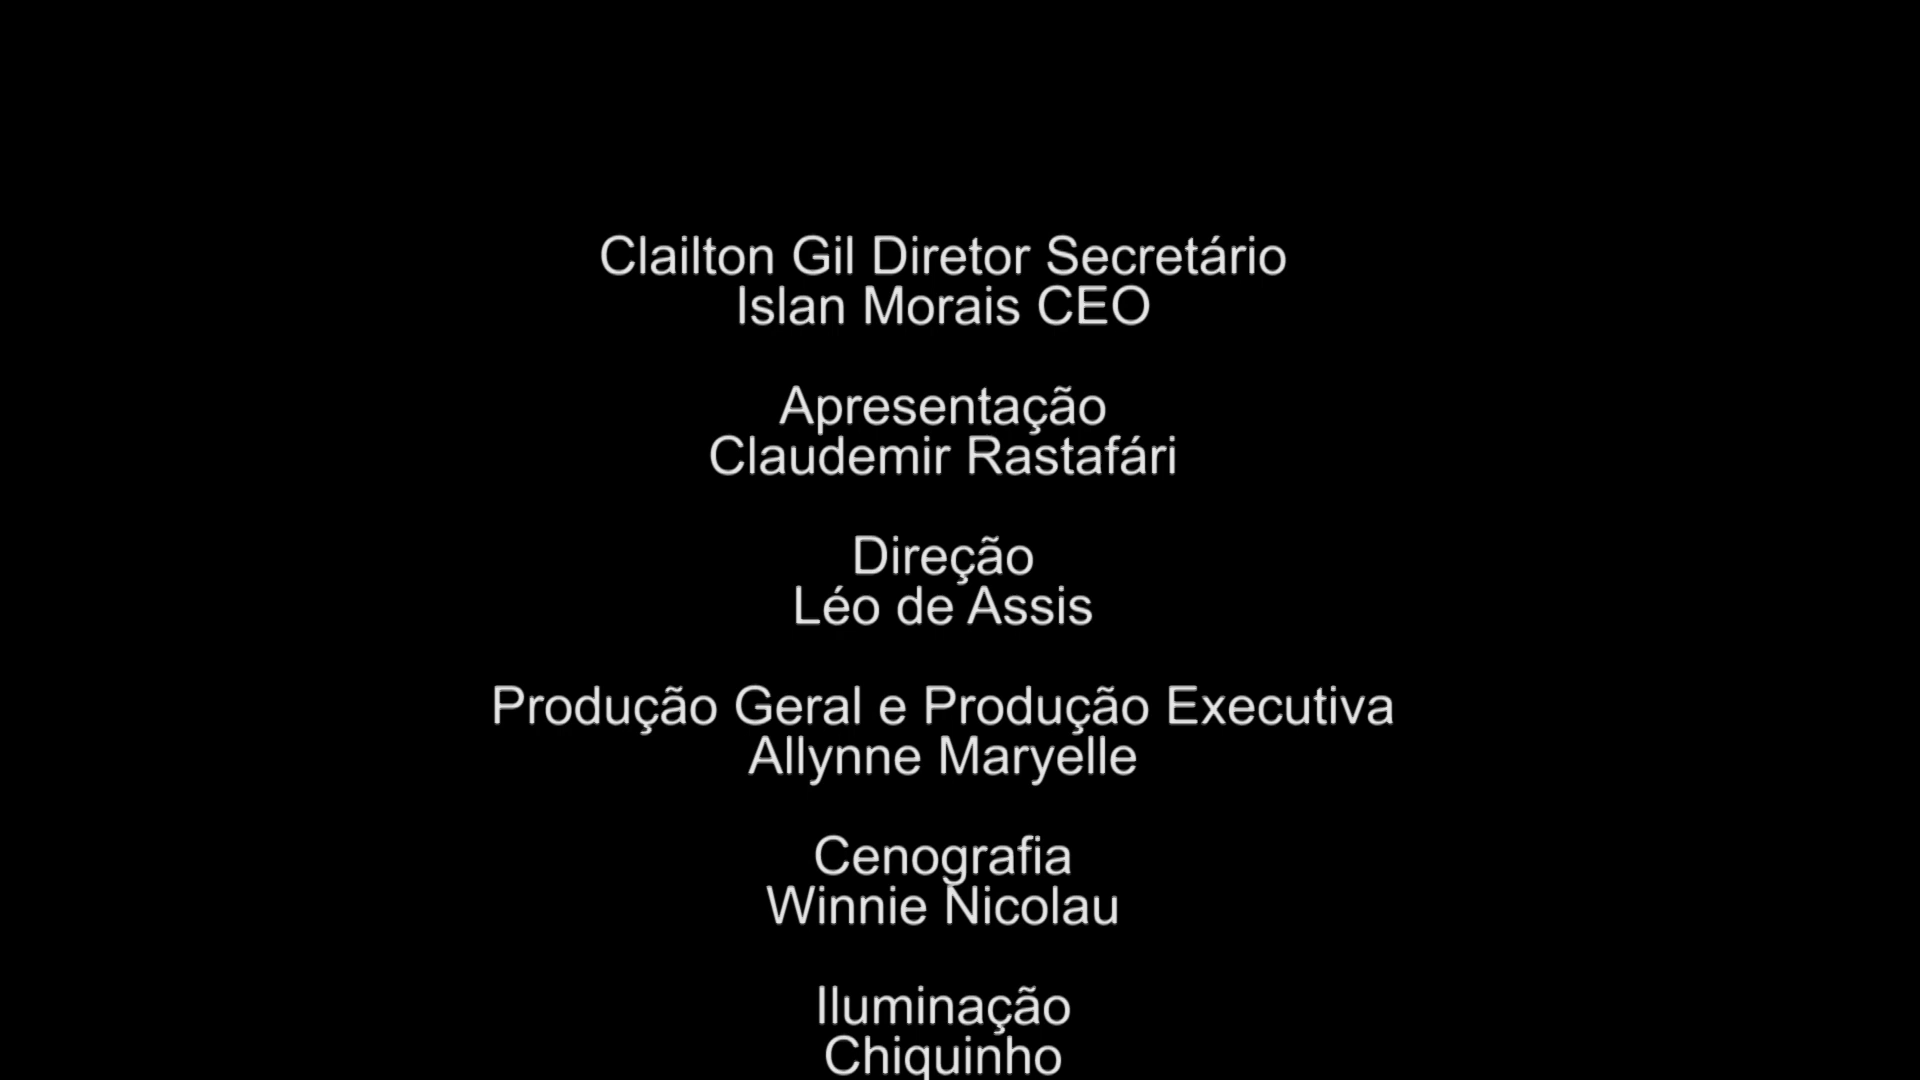 Clailton Gil Diretor Secretário
Islan Morais CEO
Apresentação
Claudemir Rastafári
Direção
Léo de Assis
Produção Geral e Produção Executiva
Allynne Maryelle
Cenografia
Winnie Nicolau
Iluminação
Chiquinho